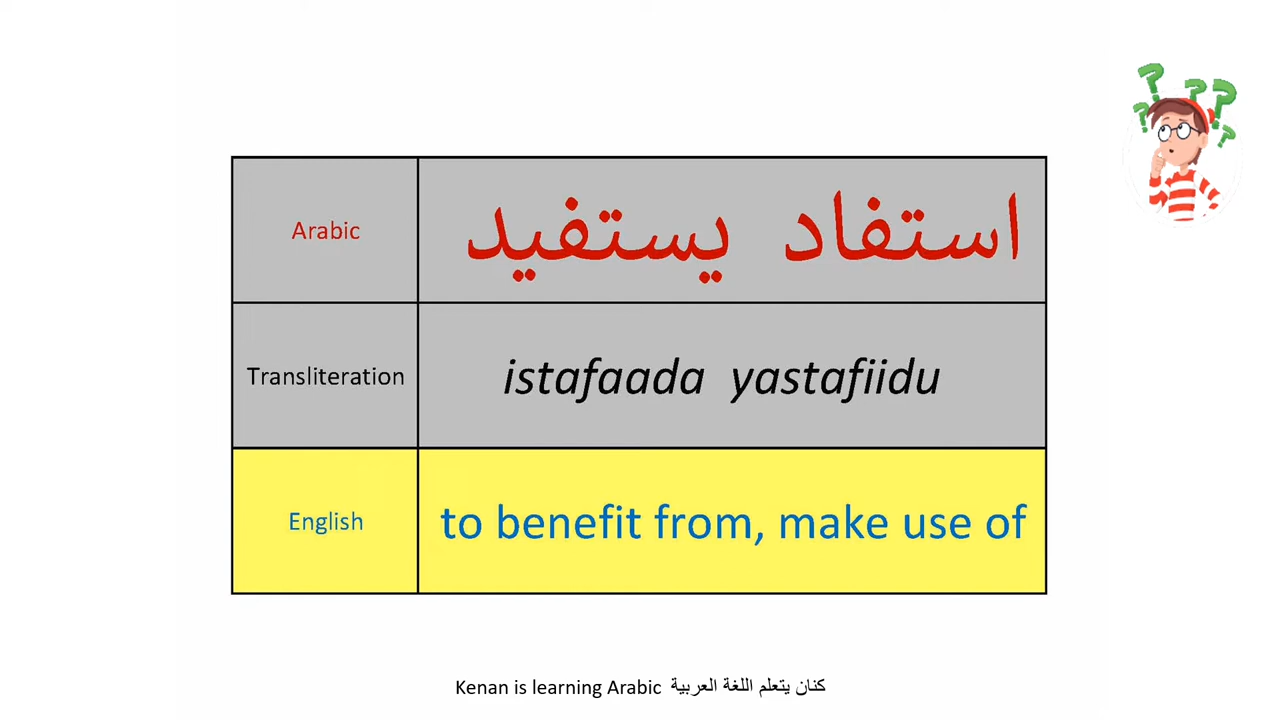 Arabic استفاد يستفيد
Transliteration istafaada yastafiidu
English to benefit from, make use of
Kenan is learning Arabic كنان يتعلم اللغة العربية